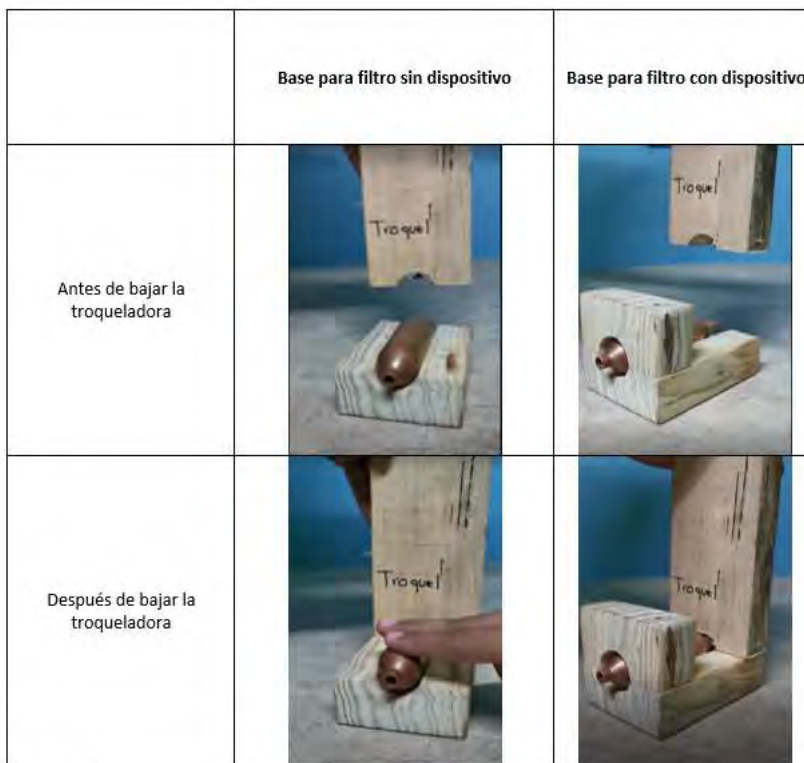 Base para filtro sin dispositivo
Base para filtro con dispositivo
Antes de bajar la
troqueladora
Troquel
Troquel
Después de bajar la
troqueladora
Troquel
Troquel